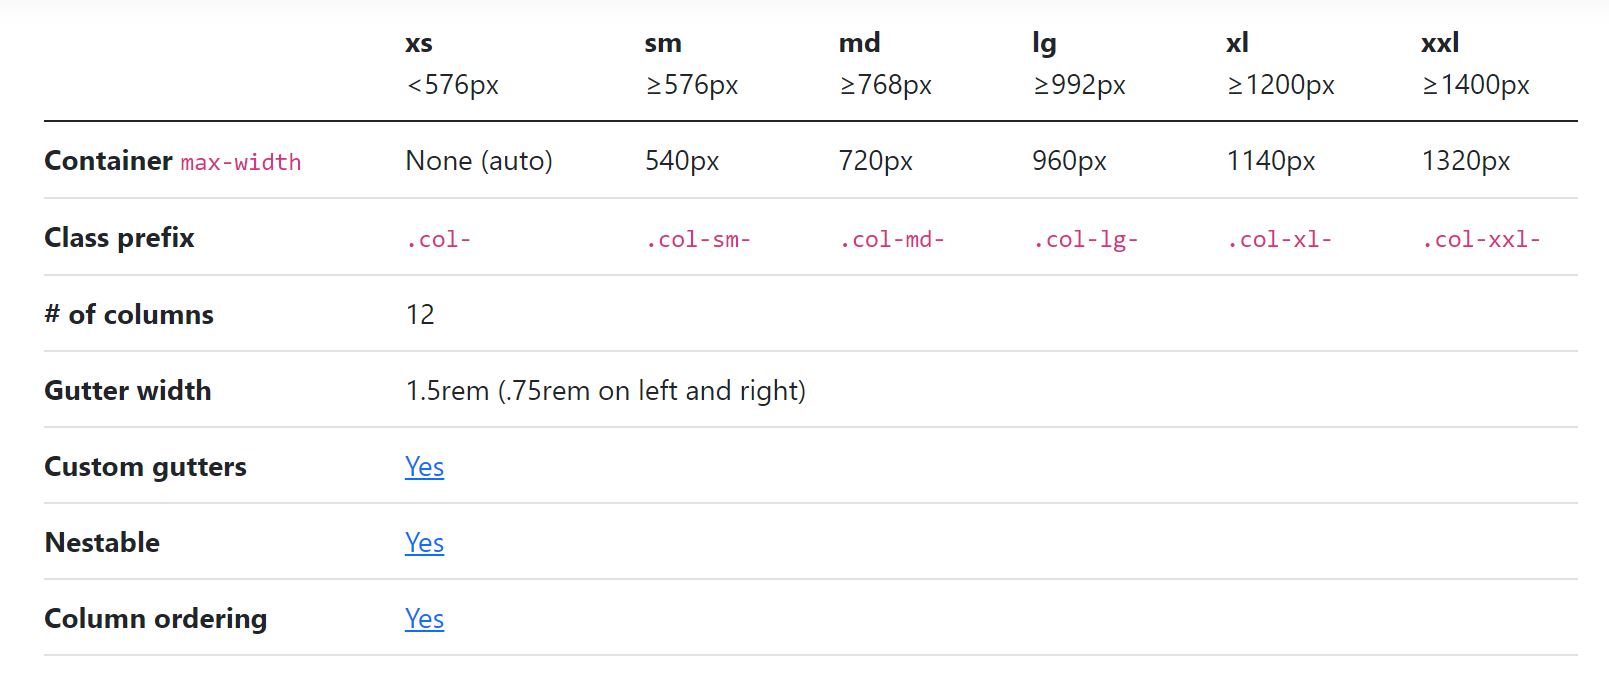 xs sm md lg xl xxl
<576px ≥576px ≥768px ≥992px ≥1200px ≥1400px
Container max-width None (auto) 540px 720px 960px 1140px 1320px
Class prefix .col- .col-sm- .col-md- .col-lg- .col-xl- .col-xxl-
# of columns 12
Gutter width 1.5rem (.75rem on left and right)
Custom gutters Yes
Nestable Yes
Column ordering Yes